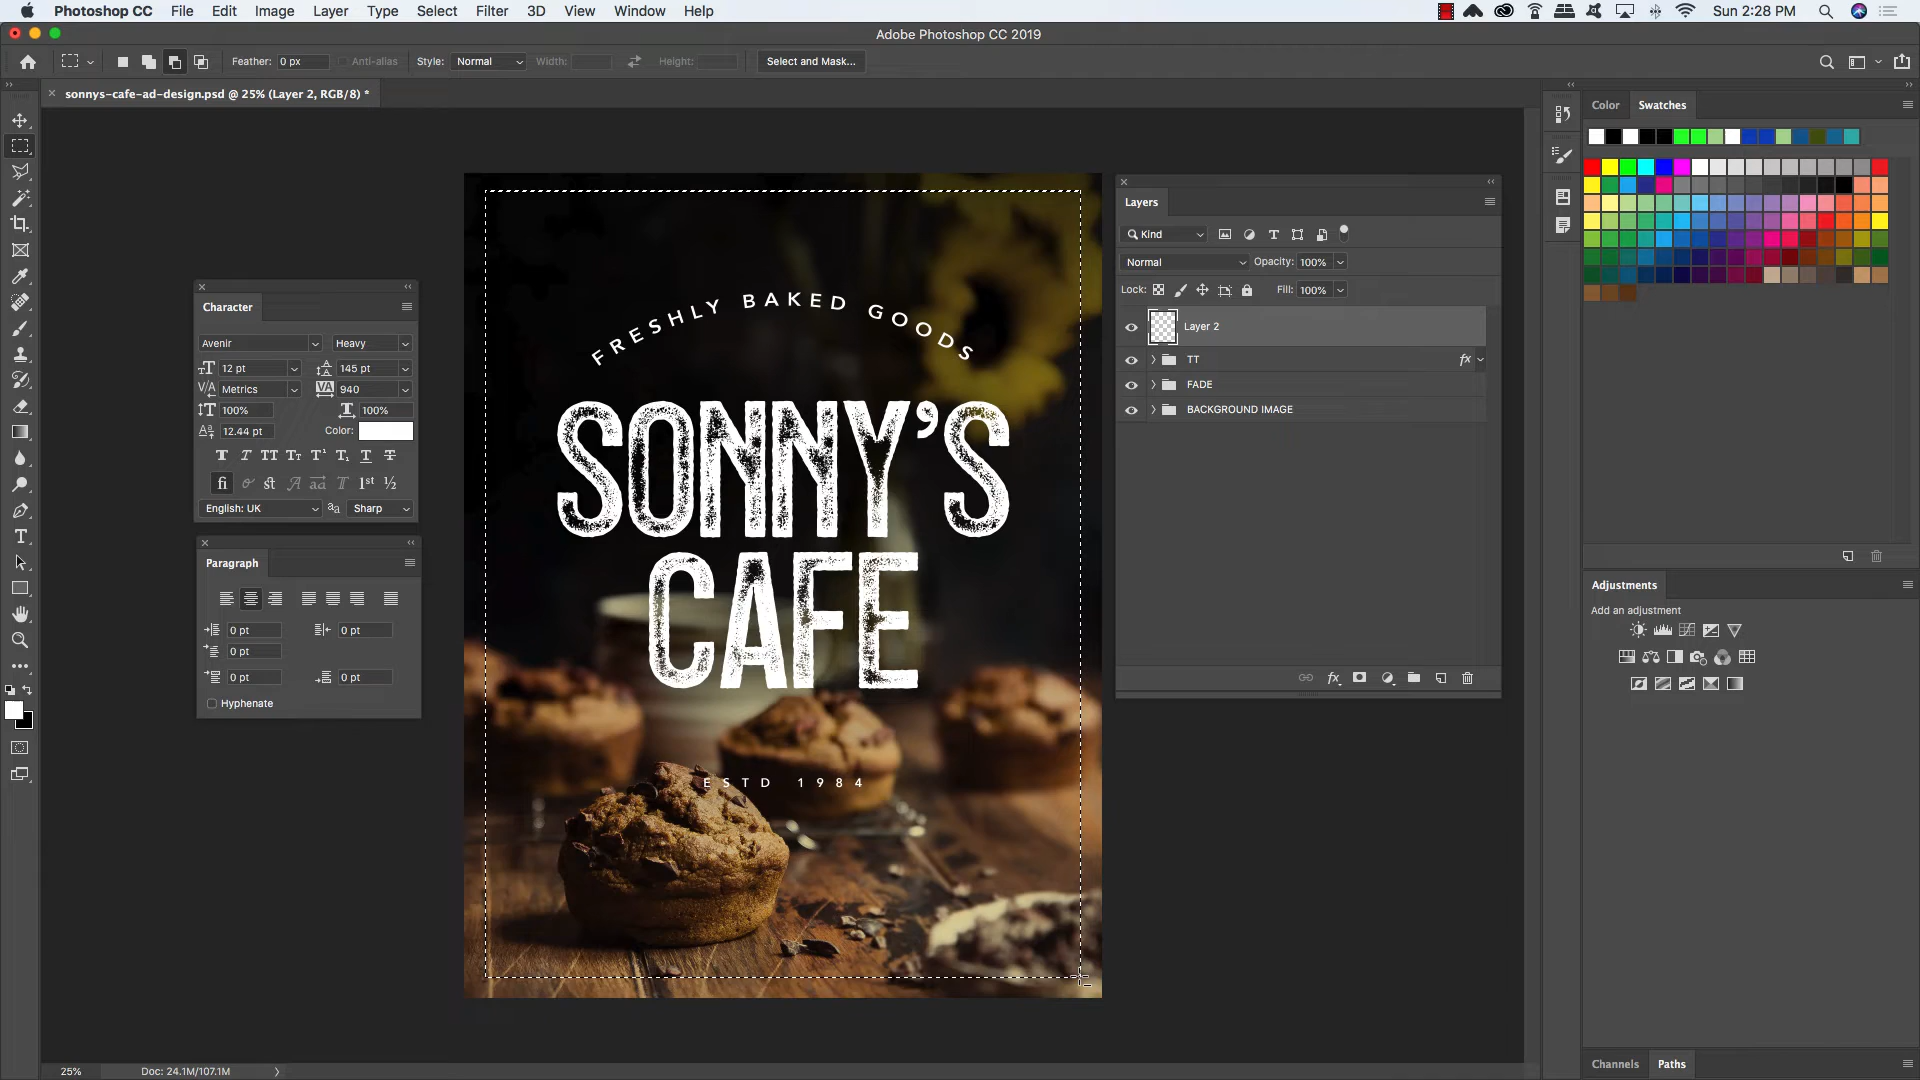 Photoshop CC File Edit Image Layer Type Select Filter 3D View Window Help Sun 2:28 PM
Adobe Photoshop CC 2019
Feather: 0 px Anti-alias Style: Normal Width: Height: Select and Mask...
sonnys-cafe-ad-design.psd @ 25% (Layer 2, RGB/8) *
Color Swatches
Layers
Kind
Normal Opacity: 100%
Lock: Fill: 100%
Layer 2
TT fx
FADE
BACKGROUND IMAGE
Character
Avenir Heavy
12 pt 145 pt
Metrics 940
100% 100%
12.44 pt Color:
English: UK Sharp
Paragraph
0 pt 0 pt
0 pt
0 pt 0 pt
Hyphenate
FRESHLY BAKED GOODS
SONNY’S
CAFE
ESTD 1984
Adjustments
Add an adjustment
Channels Paths
25% Doc: 24.1M/107.1M